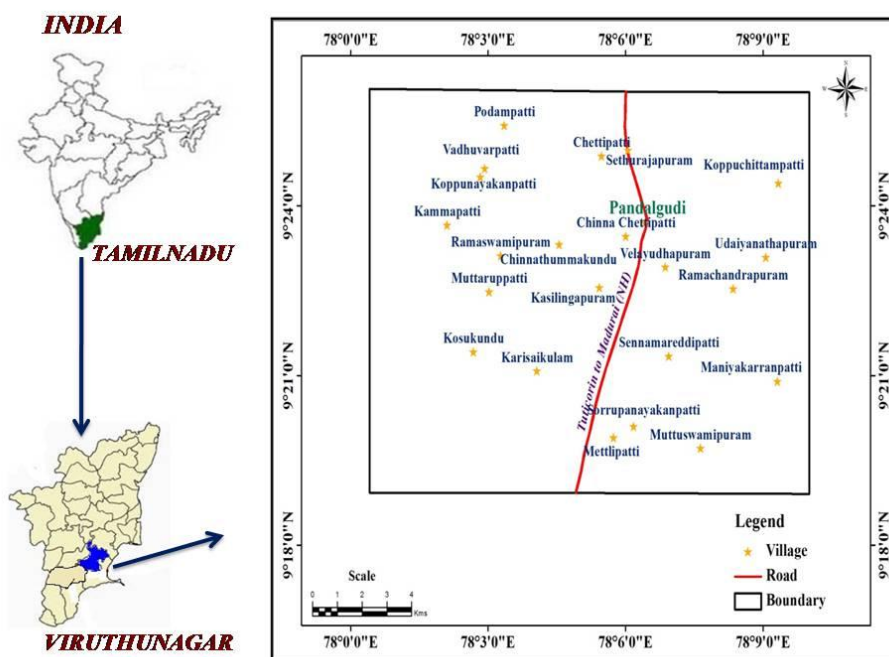 INDIA
TAMILNADU
VIRUTHUNAGAR
78°0'0"E 78°3'0"E 78°6'0"E 78°9'0"E
N
9°24'0"N
9°21'0"N
9°18'0"N
Podampatti
Vadhuvarpatti
Chettipatti
Sethurajapuram
Koppuchittampatti
Koppunayakanpatti
Pandalgudi
Kammapatti
Chinna Chettipatti
Ramaswamipuram
Chinnathummakundu
Velayudhapuram
Udaiyanathapuram
Muttaruppatti
Ramachandrapuram
Kasilingapuram
Tuticorin to Madurai (NH)
Kosukundu
Sennamareddipatti
Karisaikulam
Maniyakarranpatti
Sorrupanayakanpatti
Mettlipatti
Muttuswamipuram
Legend
Village
Road
Boundary
Scale
0 1 2 3 4
Kms
78°0'0"E 78°3'0"E 78°6'0"E 78°9'0"E
9°24'0"N
9°21'0"N
9°18'0"N